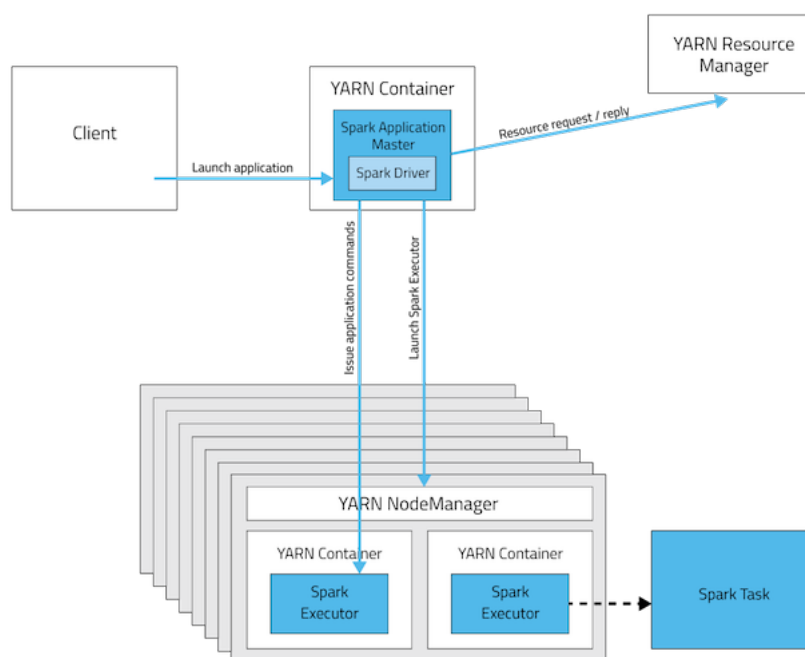 YARN Resource
Manager
YARN Container
Client
Spark Application
Master
Spark Driver
Resource request / reply
Launch application
Issue application commands
Launch Spark Executor
YARN NodeManager
YARN Container
YARN Container
Spark
Executor
Spark
Executor
Spark Task